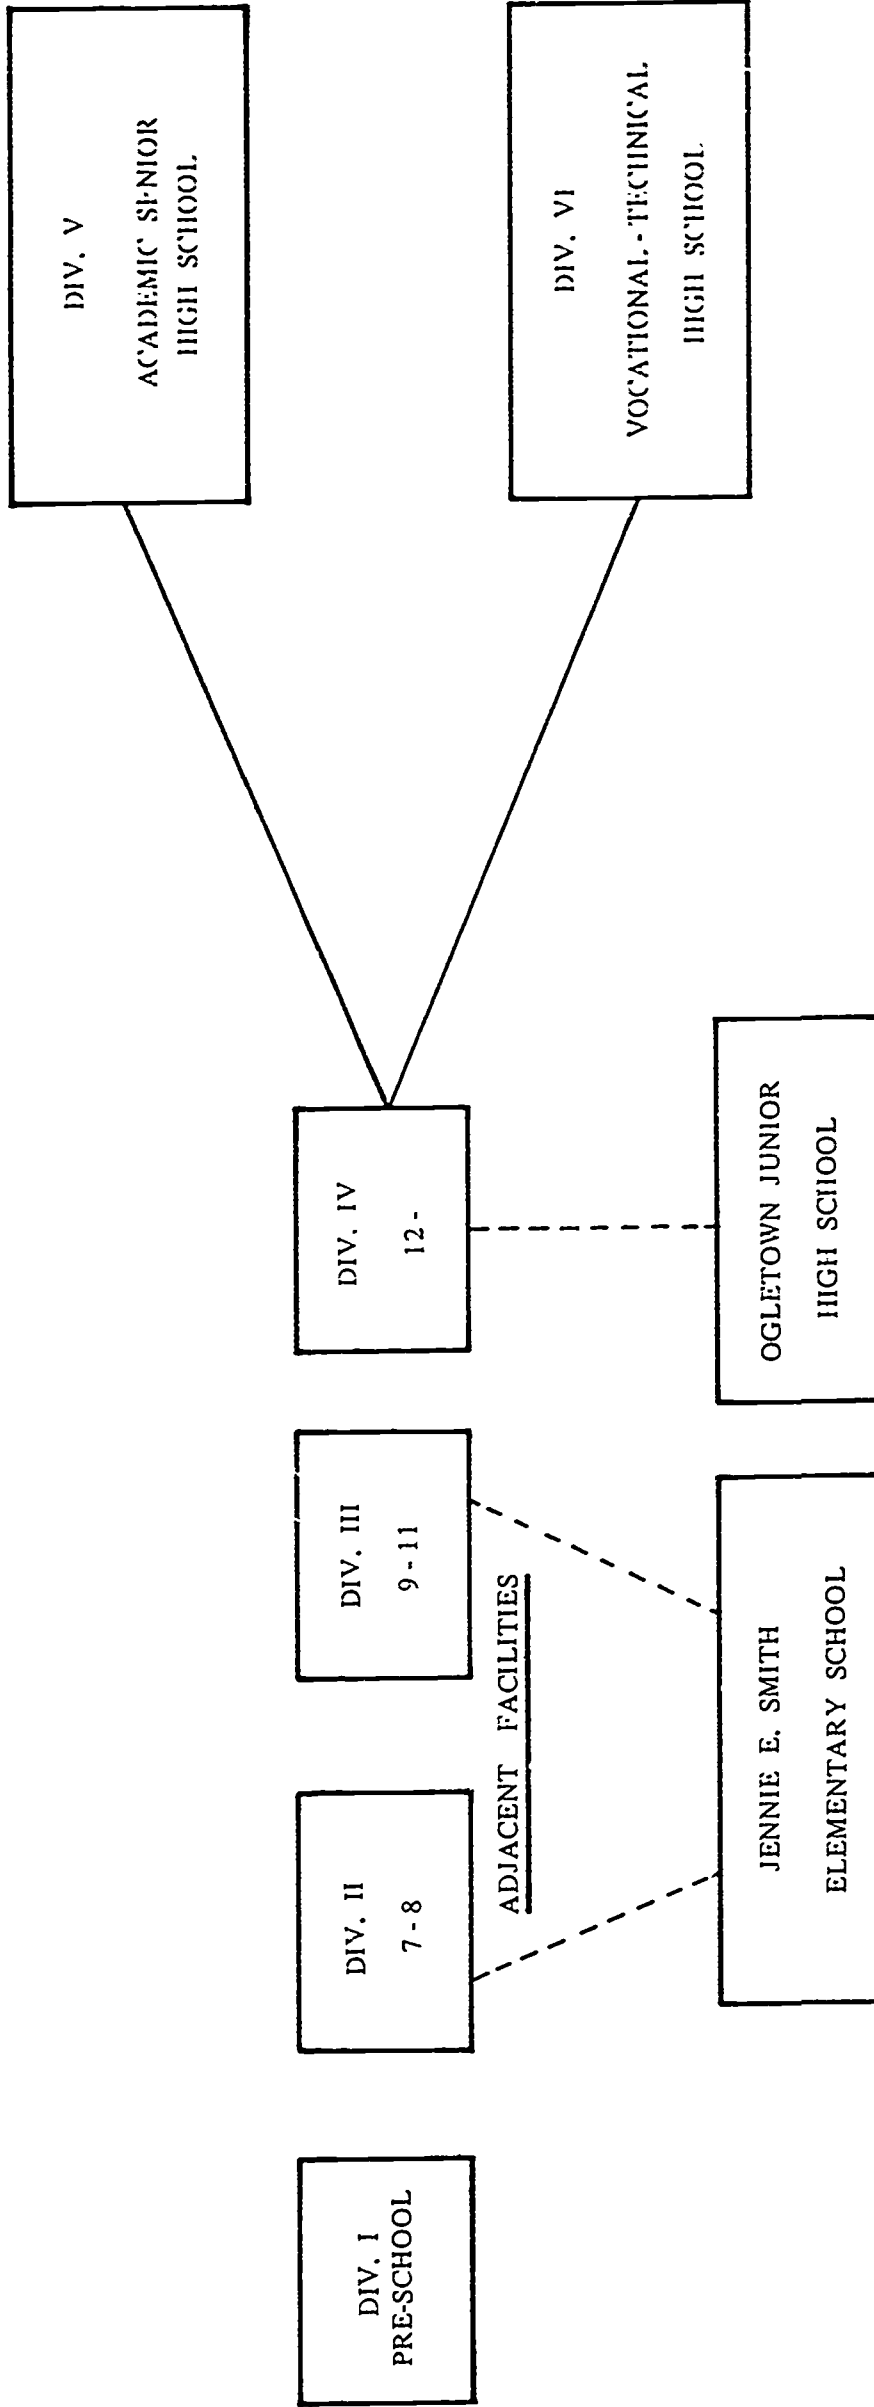 DIV. V
ACADEMIC SENIOR
HIGH SCHOOL
DIV. VI
VOCATIONAL - TECHNICAL
HIGH SCHOOL
DIV. I
PRE-SCHOOL
DIV. II
7 - 8
DIV. III
9 - 11
DIV. IV
12 -
ADJACENT FACILITIES
JENNIE E. SMITH
ELEMENTARY SCHOOL
OGLETOWN JUNIOR
HIGH SCHOOL